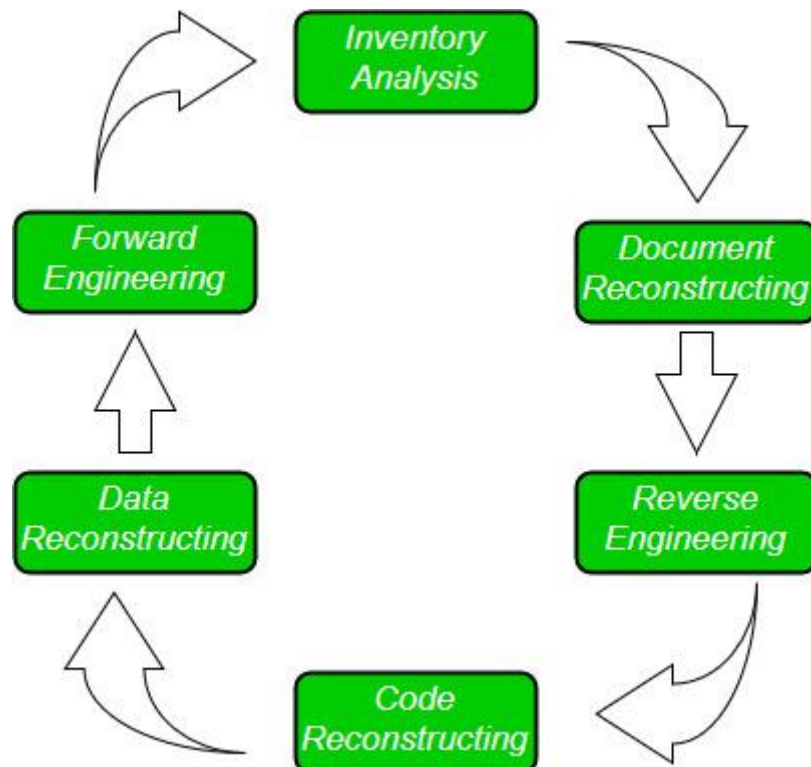 Inventory
Analysis
Document
Reconstructing
Reverse
Engineering
Code
Reconstructing
Data
Reconstructing
Forward
Engineering